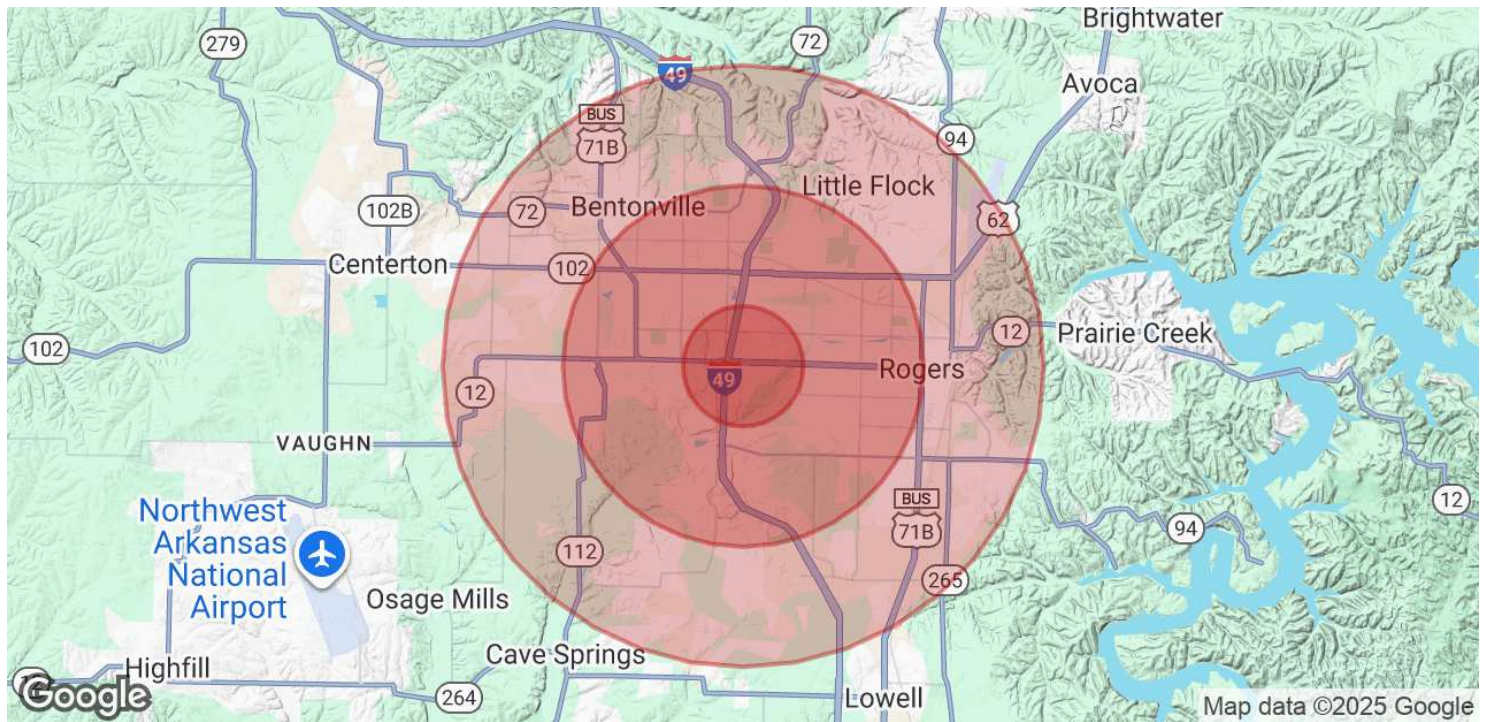 Brightwater
279
72
49
Avoca
BUS
71B
94
Little Flock
102B
72
Bentonville
62
Centerton
102
12
Prairie Creek
102
49
Rogers
12
VAUGHN
Northwest
Arkansas
National
Airport
BUS
71B
12
94
112
265
Osage Mills
Cave Springs
Highfill
264
Lowell
Google
Map data ©2025 Google